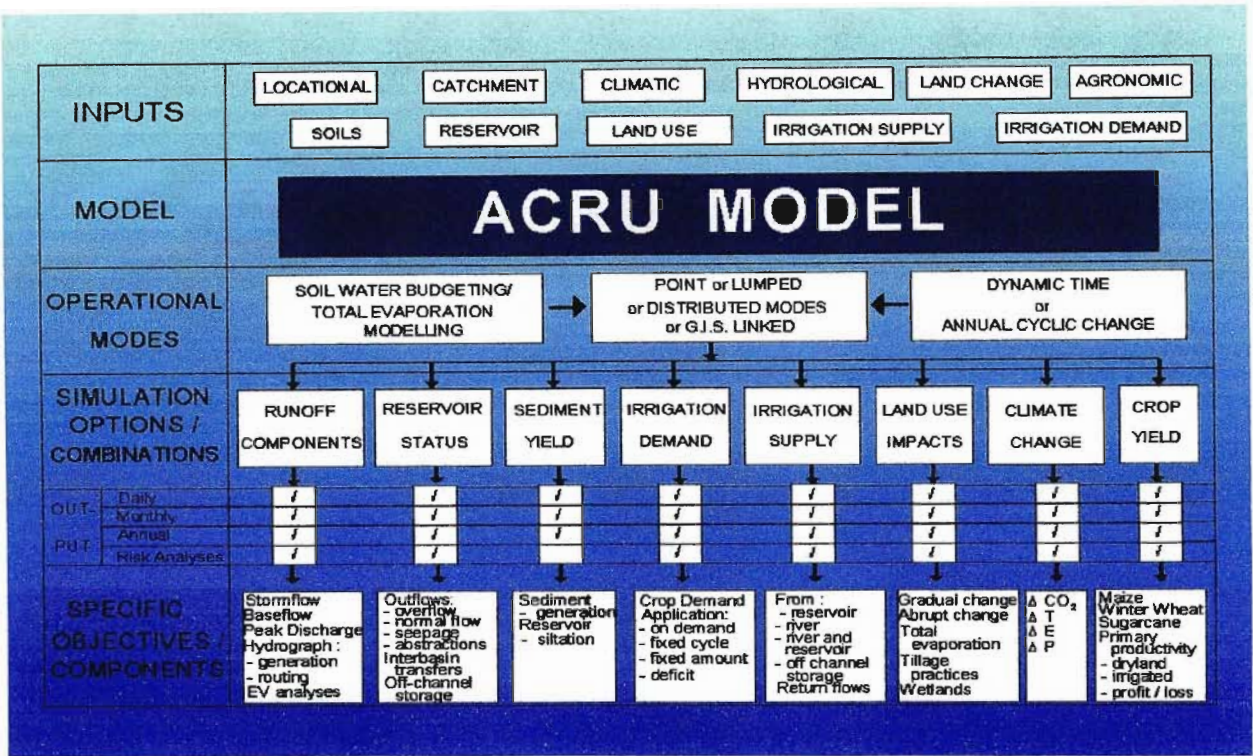 INPUTS
LOCATIONAL CATCHMENT CLIMATIC HYDROLOGICAL LAND CHANGE AGRONOMIC
SOILS RESERVOIR LAND USE IRRIGATION SUPPLY IRRIGATION DEMAND
MODEL
ACRU MODEL
OPERATIONAL
MODES
SOIL WATER BUDGETING/
TOTAL EVAPORATION
MODELLING
POINT or LUMPED
or DISTRIBUTED MODES
or G.I.S. LINKED
DYNAMIC TIME
or
ANNUAL CYCLIC CHANGE
SIMULATION
OPTIONS /
COMBINATIONS
RUNOFF
COMPONENTS
RESERVOIR
STATUS
SEDIMENT
YIELD
IRRIGATION
DEMAND
IRRIGATION
SUPPLY
LAND USE
IMPACTS
CLIMATE
CHANGE
CROP
YIELD
OUT-
PUT
Daily
Monthly
Annual
Risk Analyses
SPECIFIC
OBJECTIVES /
COMPONENTS
Stormflow
Baseflow
Peak Discharge
Hydrograph :
- generation
- routing
EV analyses
Outflows:
- overflow
- normal flow
- seepage
- abstractions
Interbasin
transfers
Off-channel
storage
Sediment
- generation
Reservoir
- siltation
Crop Demand
Application:
- on demand
- fixed cycle
- fixed amount
- deficit
From :
- reservoir
- river
- river and
reservoir
- off channel
storage
Return flows
Gradual change
Abrupt change
Total
evaporation
Tillage
practices
Wetlands
Δ CO₂
Δ T
Δ E
Δ P
Maize
Winter Wheat
Sugarcane
Primary
productivity
- dryland
- irrigated
- profit / loss